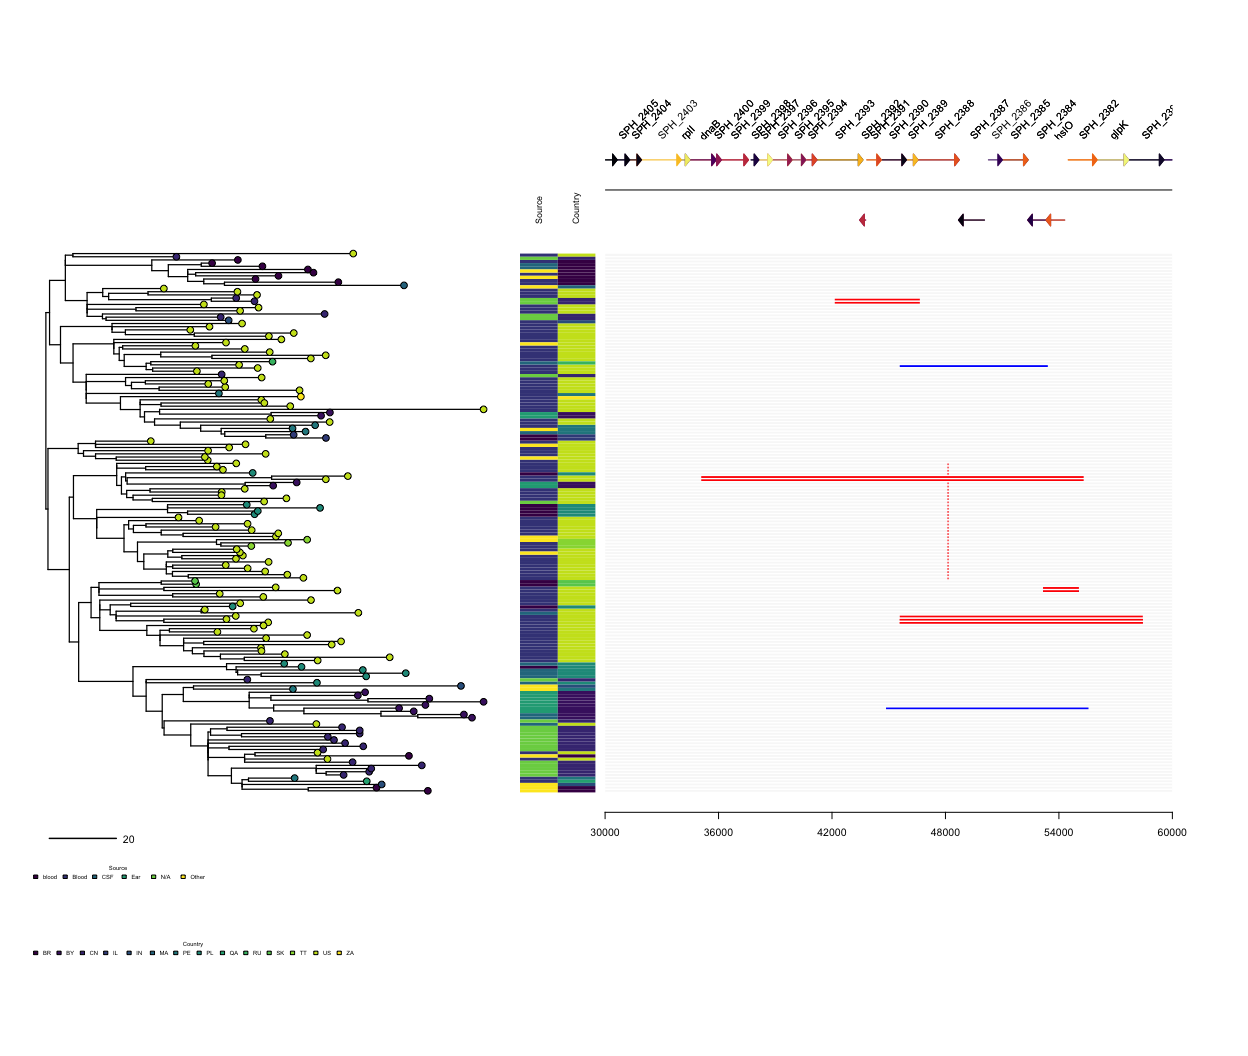 SPH_2405 SPH_2404 SPH_2403 pil dnaB SPH_2400 SPH_2399 SPH_2398 SPH_2397 SPH_2396 SPH_2395 SPH_2394 SPH_2393 SPH_2392 SPH_2391 SPH_2390 SPH_2389 SPH_2388 SPH_2387 SPH_2386 SPH_2385 SPH_2384 hslO SPH_2382 glpK
Source Country
30000 36000 42000 48000 54000 60000
20
Source
blood Blood CSF Ear N/A Other
Country
BR BY CN IL IN MA PE PL QA RU SK TT US ZA